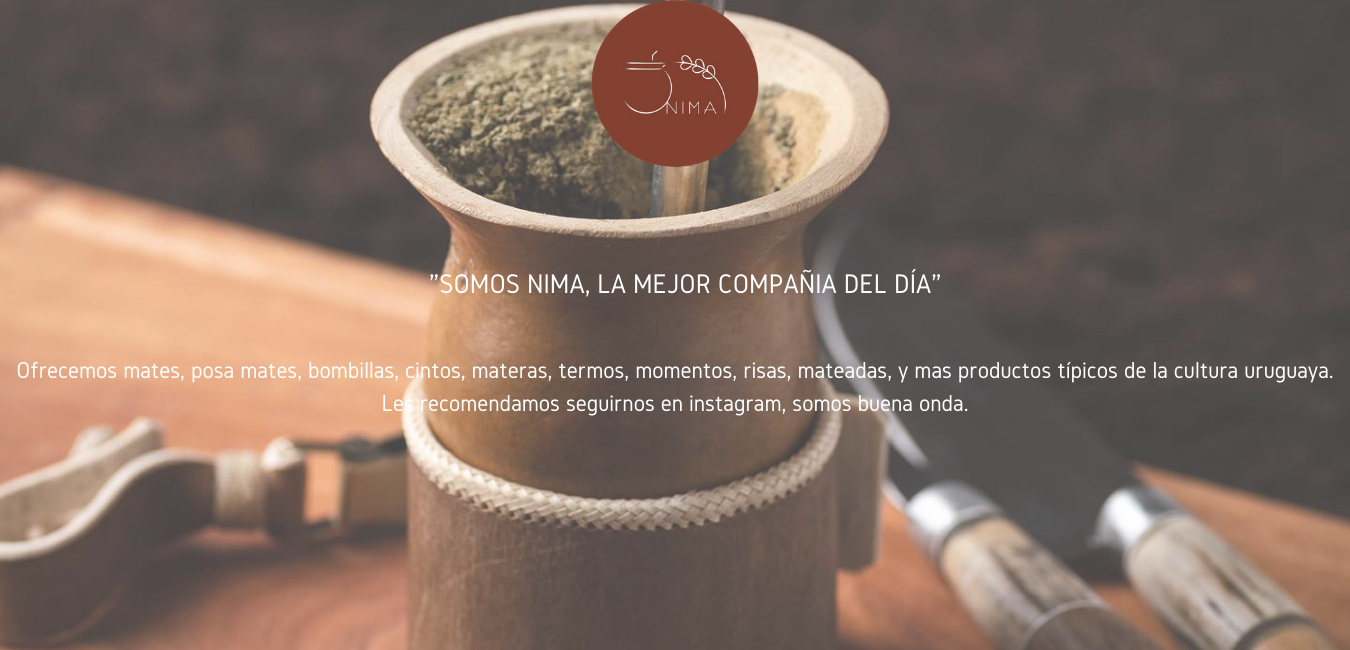 NIMA
”SOMOS NIMA, LA MEJOR COMPAÑIA DEL DÍA”
Ofrecemos mates, posa mates, bombillas, cintos, materas, termos, momentos, risas, mateadas, y mas productos típicos de la cultura uruguaya.
Les recomendamos seguirnos en instagram, somos buena onda.